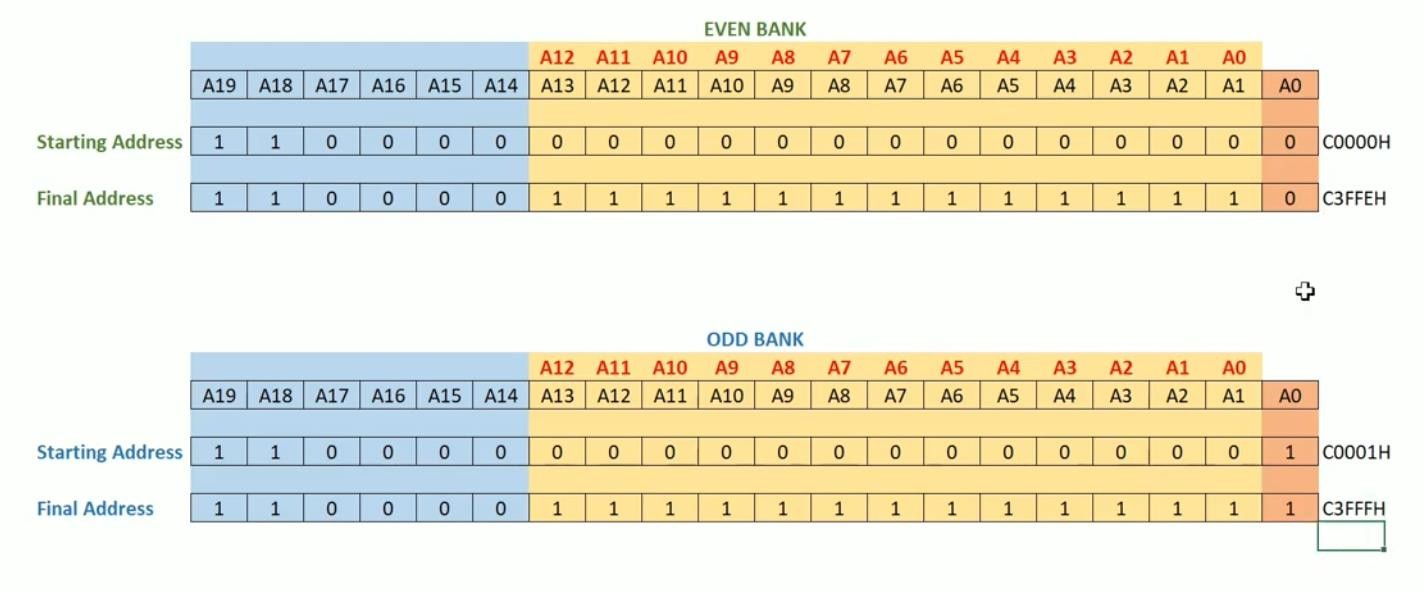 EVEN BANK
A12 A11 A10 A9 A8 A7 A6 A5 A4 A3 A2 A1 A0
A19 A18 A17 A16 A15 A14 A13 A12 A11 A10 A9 A8 A7 A6 A5 A4 A3 A2 A1 A0
Starting Address 1 1 0 0 0 0 0 0 0 0 0 0 0 0 0 0 0 0 0 0 C0000H
Final Address 1 1 0 0 0 0 1 1 1 1 1 1 1 1 1 1 1 1 1 0 C3FFEH
ODD BANK
A12 A11 A10 A9 A8 A7 A6 A5 A4 A3 A2 A1 A0
A19 A18 A17 A16 A15 A14 A13 A12 A11 A10 A9 A8 A7 A6 A5 A4 A3 A2 A1 A0
Starting Address 1 1 0 0 0 0 0 0 0 0 0 0 0 0 0 0 0 0 0 1 C0001H
Final Address 1 1 0 0 0 0 1 1 1 1 1 1 1 1 1 1 1 1 1 1 C3FFFH